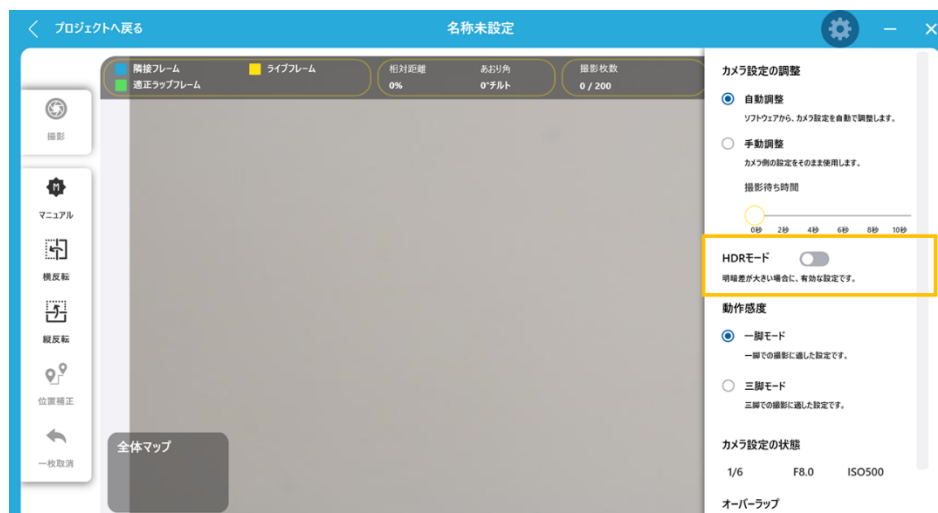 プロジェクトへ戻る
名称未設定
隣接フレーム
ライブフレーム
適正ラップフレーム
相対距離
あおり角
撮影枚数
0%
0°チルト
0 / 200
撮影
M
マニュアル
横反転
縦反転
位置補正
一枚取消
全体マップ
カメラ設定の調整
自動調整
ソフトウェアから、カメラ設定を自動で調整します。
手動調整
カメラ側の設定をそのまま使用します。
撮影待ち時間
0秒 2秒 4秒 6秒 8秒 10秒
HDRモード
明暗差が大きい場合に、有効な設定です。
動作感度
一脚モード
一脚での撮影に適した設定です。
三脚モード
三脚での撮影に適した設定です。
カメラ設定の状態
1/6 F8.0 ISO500
オーバーラップ